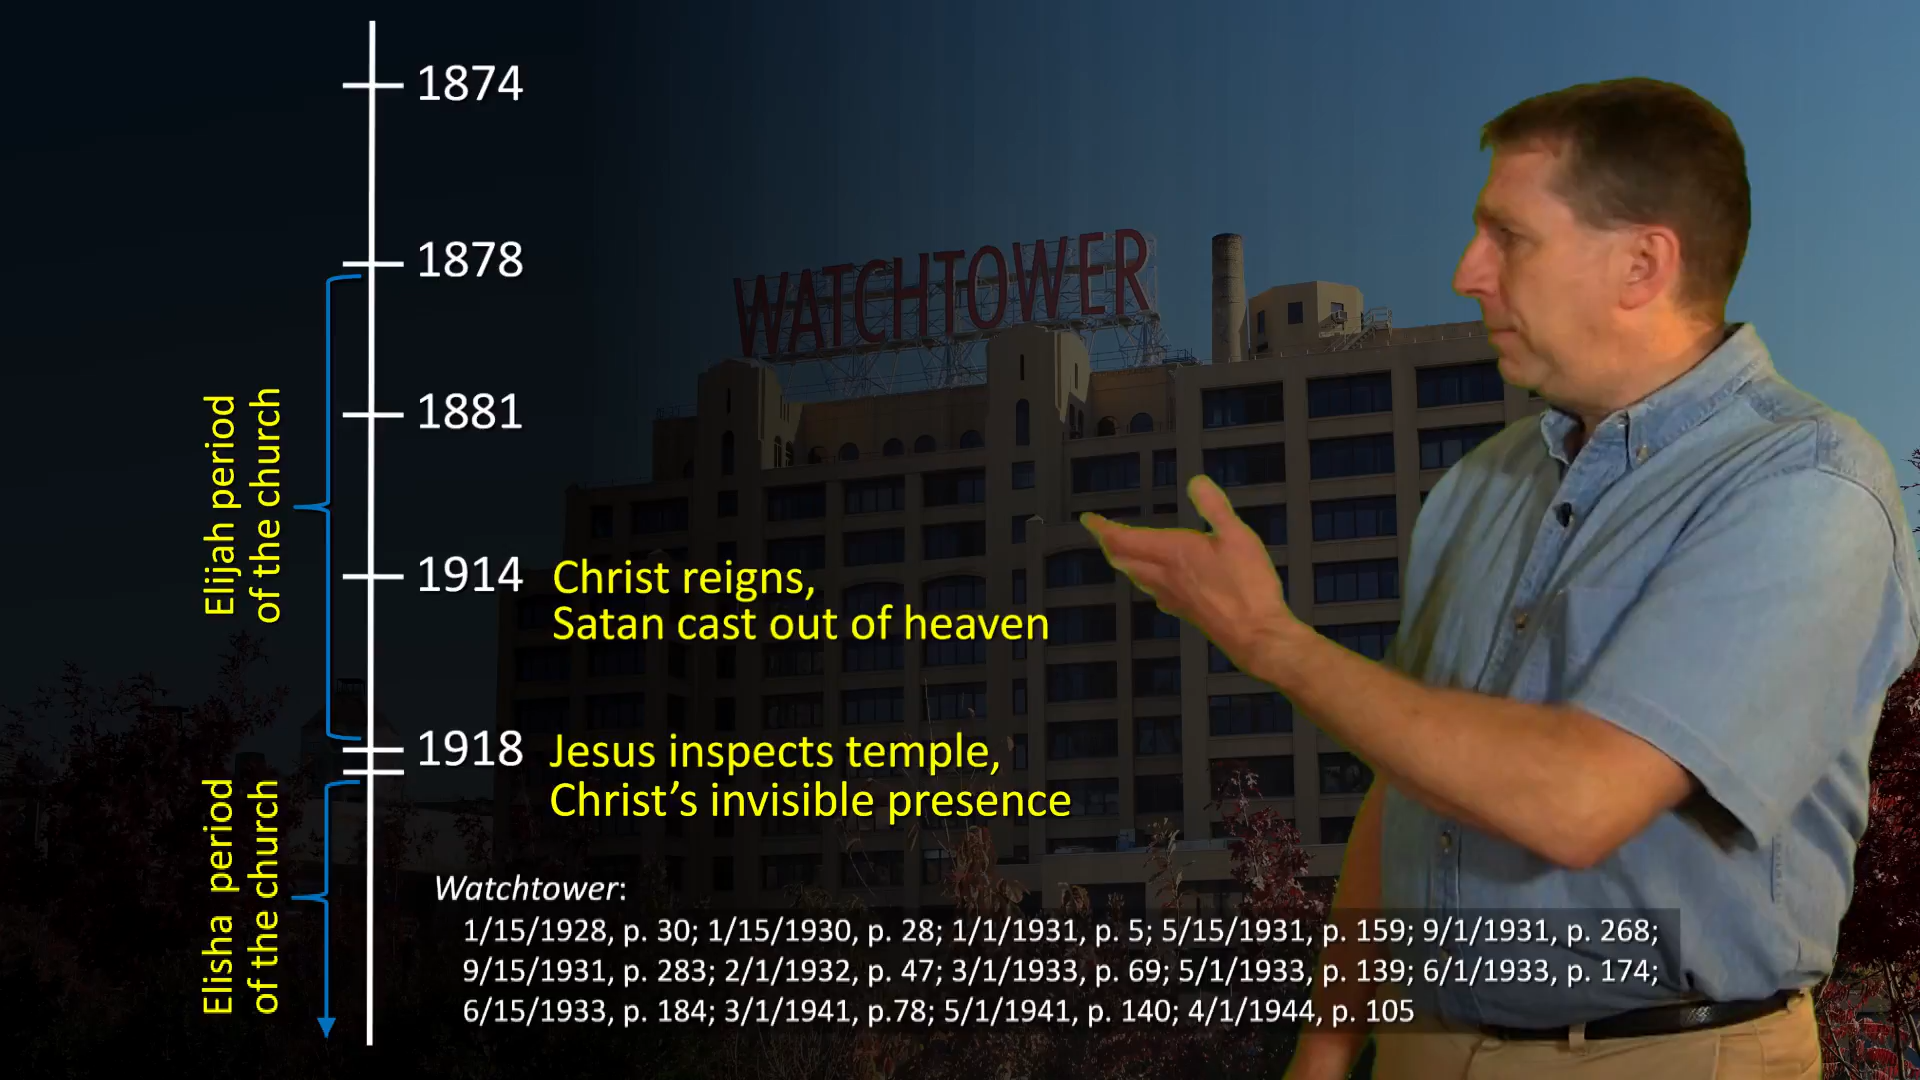 1874
1878
1881
1914 Christ reigns,
Satan cast out of heaven
1918 Jesus inspects temple,
Christ's invisible presence
Elijah period
of the church
Elisha period
of the church
WATCHTOWER
Watchtower:
1/15/1928, p. 30; 1/15/1930, p. 28; 1/1/1931, p. 5; 5/15/1931, p. 159; 9/1/1931, p. 268;
9/15/1931, p. 283; 2/1/1932, p. 47; 3/1/1933, p. 69; 5/1/1933, p. 139; 6/1/1933, p. 174;
6/15/1933, p. 184; 3/1/1941, p.78; 5/1/1941, p. 140; 4/1/1944, p. 105